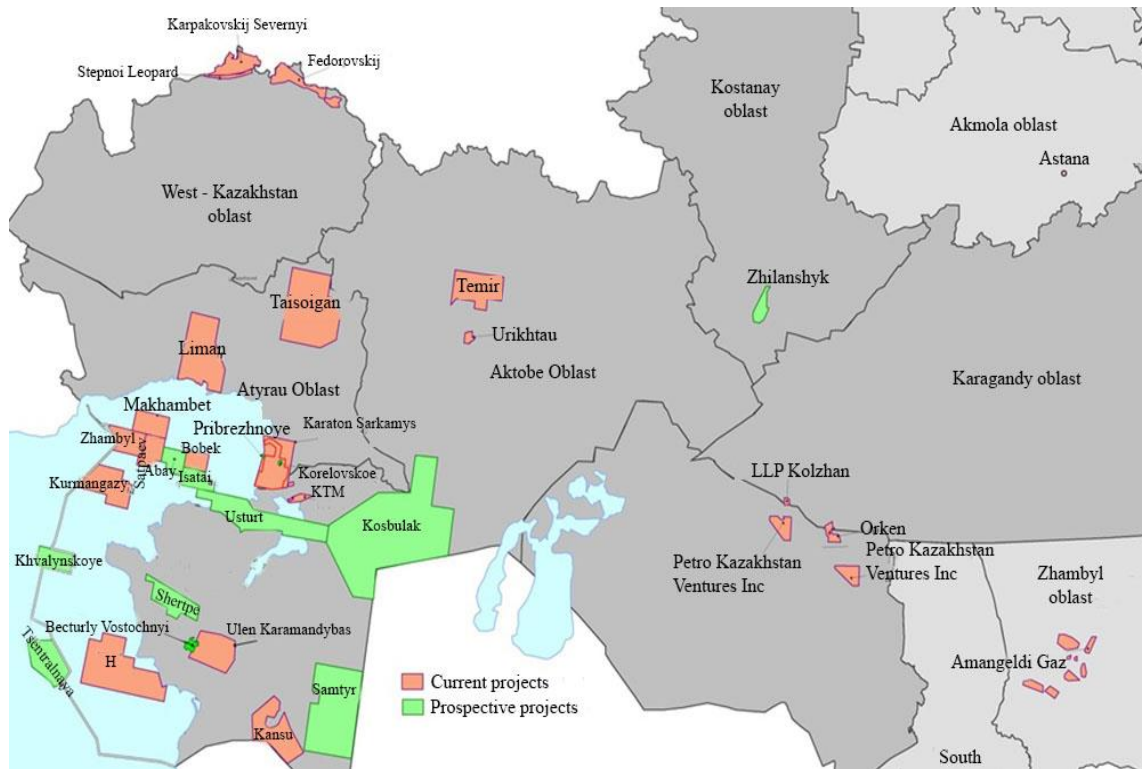 Karpakovskij Severnyi
Stepnoi Leopard
Fedorovskij
Kostanay
oblast
Akmola oblast
Astana
West - Kazakhstan
oblast
Taisoigan
Temir
Zhilanshyk
Urikhtau
Liman
Aktobe Oblast
Karagandy oblast
Atyrau Oblast
Makhambet
Pribrezhnoye
Karaton Sarkamys
Zhambyl
Satpaev
Bobek
Abay
Isatai
Korelovskoe
KTM
Kurmangazy
LLP Kolzhan
Usturt
Kosbulak
Orken
Petro Kazakhstan
Ventures Inc
Petro Kazakhstan
Ventures Inc
Khvalynskoye
Zhambyl
oblast
Shertpe
Becturly Vostochnyi
Ulen Karamandybas
Tsentralnaya
H
Amangeldi Gaz
Current projects
Prospective projects
Samtyr
Kansu
South